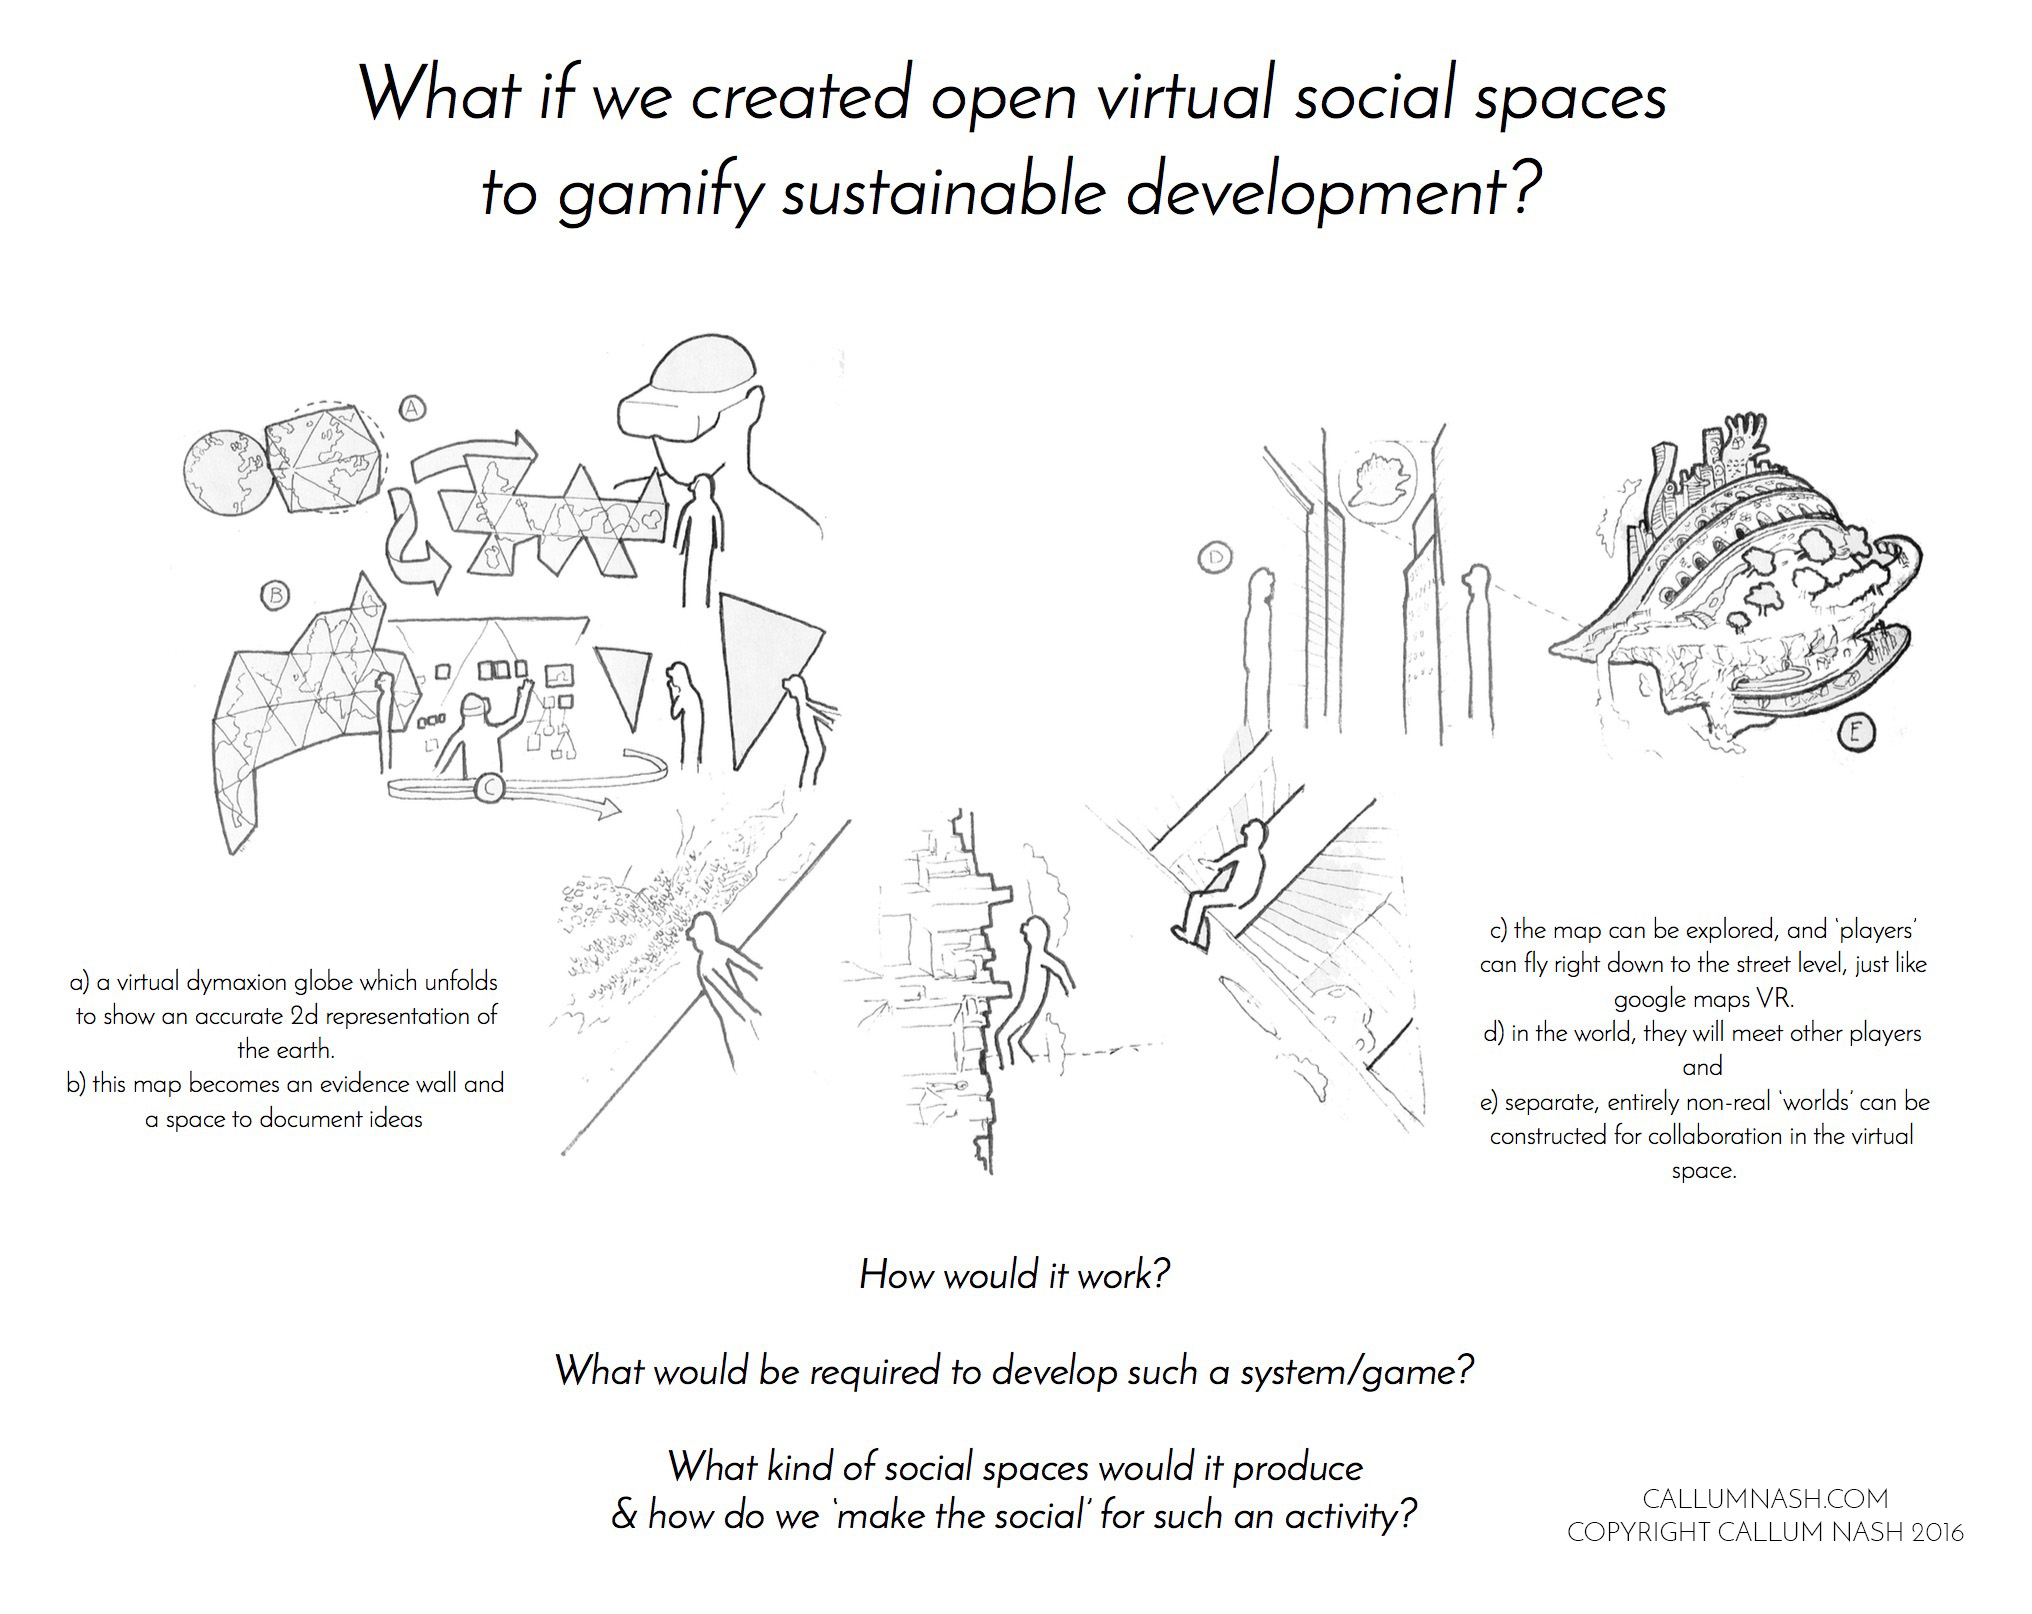 What if we created open virtual social spaces
to gamify sustainable development?
A
B
C
D
E
a) a virtual dymaxion globe which unfolds
to show an accurate 2d representation of
the earth.
b) this map becomes an evidence wall and
a space to document ideas
c) the map can be explored, and 'players'
can fly right down to the street level, just like
google maps VR.
d) in the world, they will meet other players
and
e) separate, entirely non-real 'worlds' can be
constructed for collaboration in the virtual
space.
How would it work?
What would be required to develop such a system/game?
What kind of social spaces would it produce
& how do we 'make the social' for such an activity?
CALLUMNASH.COM
COPYRIGHT CALLUM NASH 2016